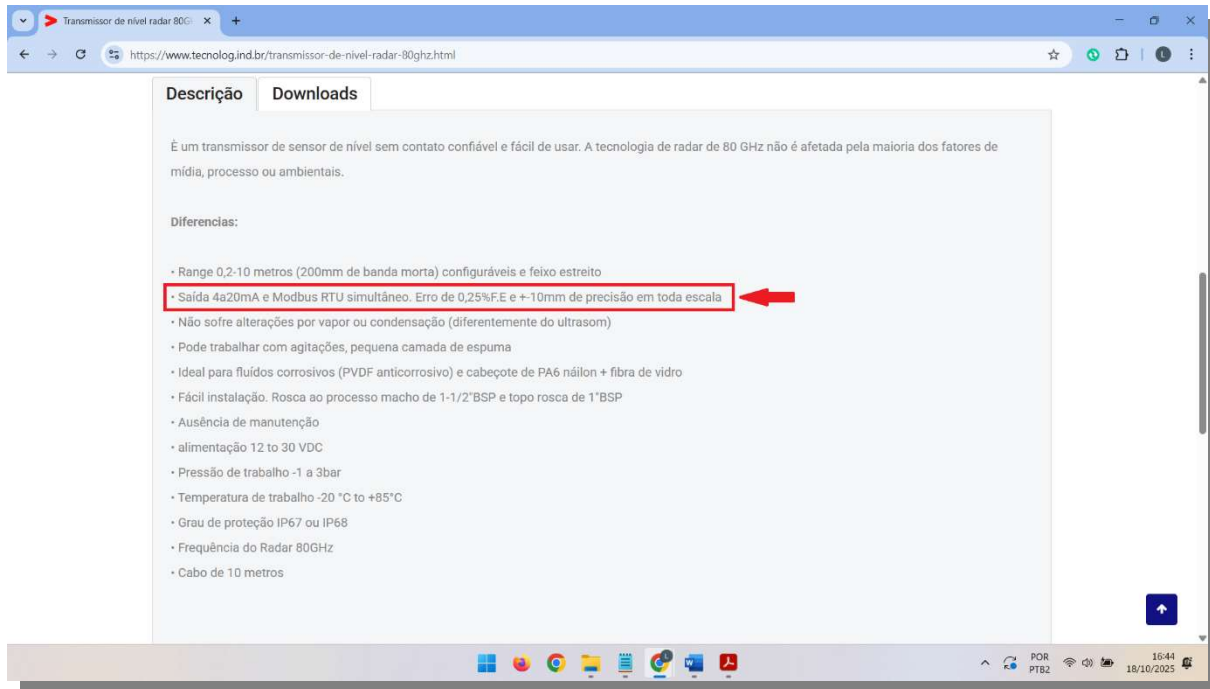 Transmissor de nível radar 80G
https://www.tecnolog.ind.br/transmissor-de-nivel-radar-80ghz.html
L
Descrição Downloads
È um transmissor de sensor de nível sem contato confiável e fácil de usar. A tecnologia de radar de 80 GHz não é afetada pela maioria dos fatores de
mídia, processo ou ambientais.
Diferencias:
• Range 0,2-10 metros (200mm de banda morta) configuráveis e feixo estreito
• Saída 4a20mA e Modbus RTU simultâneo. Erro de 0,25%F.E e +-10mm de precisão em toda escala
• Não sofre alterações por vapor ou condensação (diferentemente do ultrasom)
• Pode trabalhar com agitações, pequena camada de espuma
• Ideal para fluídos corrosivos (PVDF anticorrosivo) e cabeçote de PA6 náilon + fibra de vidro
• Fácil instalação. Rosca ao processo macho de 1-1/2"BSP e topo rosca de 1"BSP
• Ausência de manutenção
• alimentação 12 to 30 VDC
• Pressão de trabalho -1 a 3bar
• Temperatura de trabalho -20 °C to +85°C
• Grau de proteção IP67 ou IP68
• Frequência do Radar 80GHz
• Cabo de 10 metros
POR 16:44
PTB2 18/10/2025